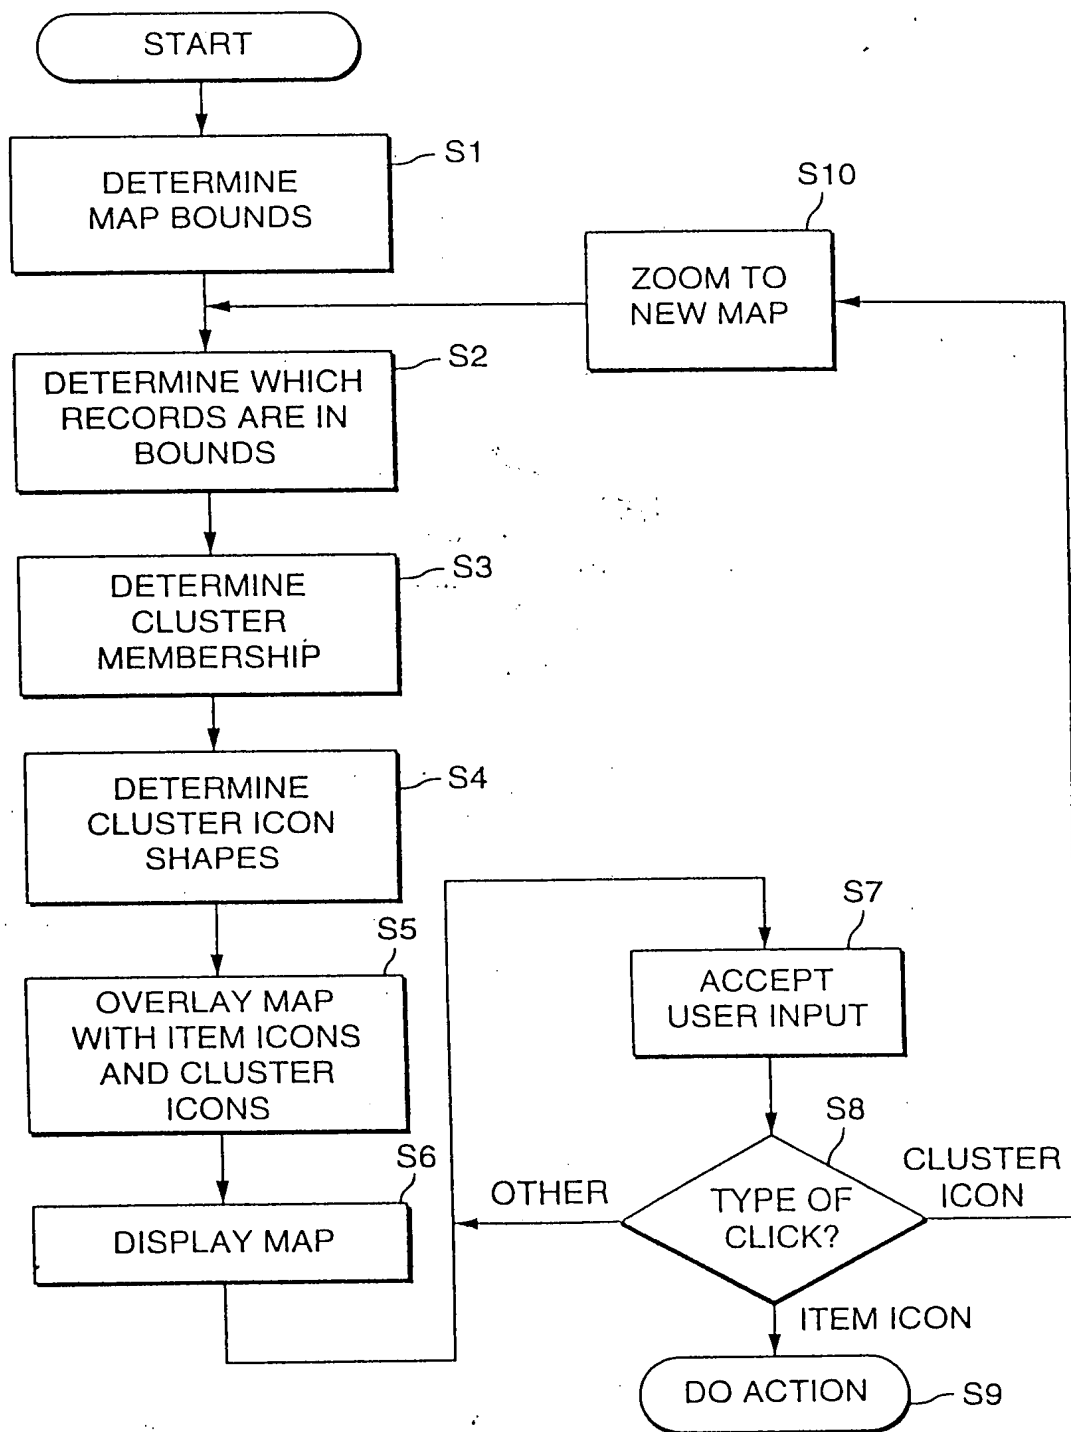 START
S1
DETERMINE
MAP BOUNDS
S10
ZOOM TO
NEW MAP
S2
DETERMINE WHICH
RECORDS ARE IN
BOUNDS
S3
DETERMINE
CLUSTER
MEMBERSHIP
S4
DETERMINE
CLUSTER ICON
SHAPES
S5
OVERLAY MAP
WITH ITEM ICONS
AND CLUSTER
ICONS
S6
DISPLAY MAP
S7
ACCEPT
USER INPUT
S8
TYPE OF
CLICK?
OTHER
CLUSTER
ICON
ITEM ICON
DO ACTION
S9